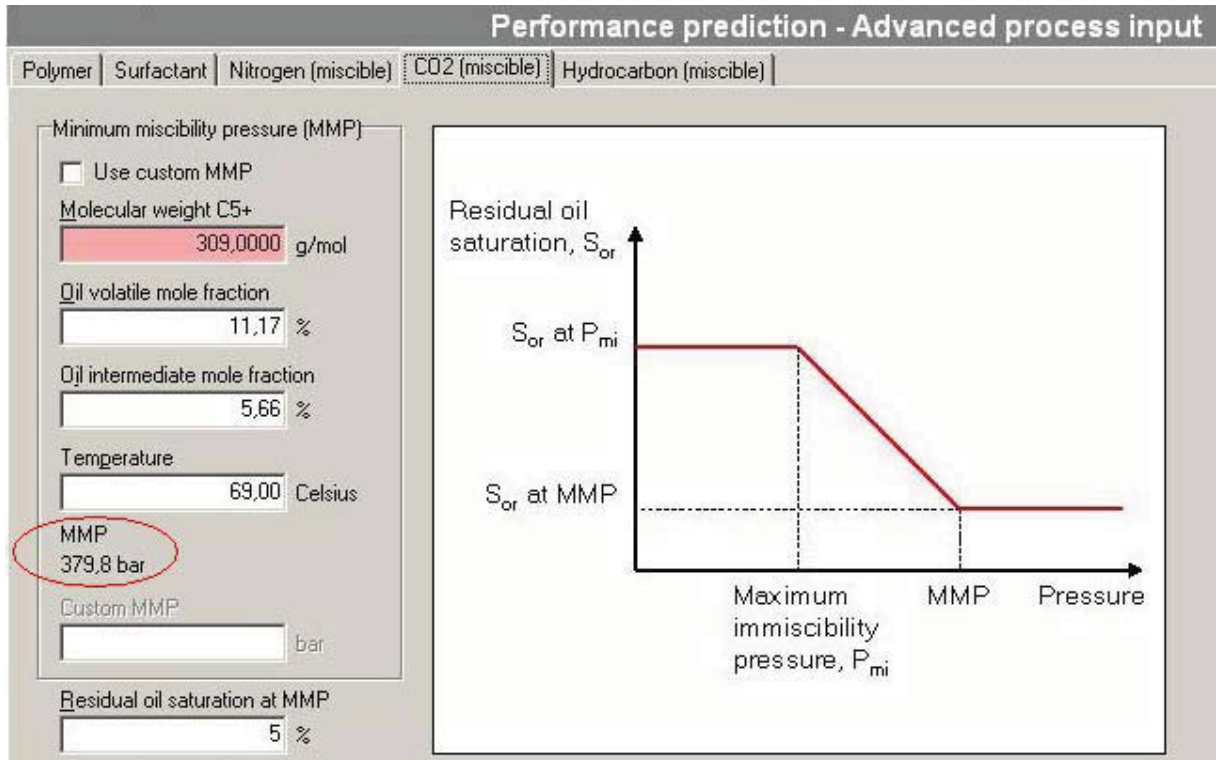 Performance prediction - Advanced process input
Polymer Surfactant Nitrogen (miscible) CO2 (miscible) Hydrocarbon (miscible)
Minimum miscibility pressure (MMP)
Use custom MMP
Molecular weight C5+
309,0000 g/mol
Oil volatile mole fraction
11,17 %
Oil intermediate mole fraction
5,66 %
Temperature
69,00 Celsius
MMP
379,8 bar
Custom MMP
bar
Residual oil saturation at MMP
5 %
Residual oil
saturation, Sor
Sor at Pmi
Sor at MMP
Maximum
immiscibility
pressure, Pmi
MMP
Pressure